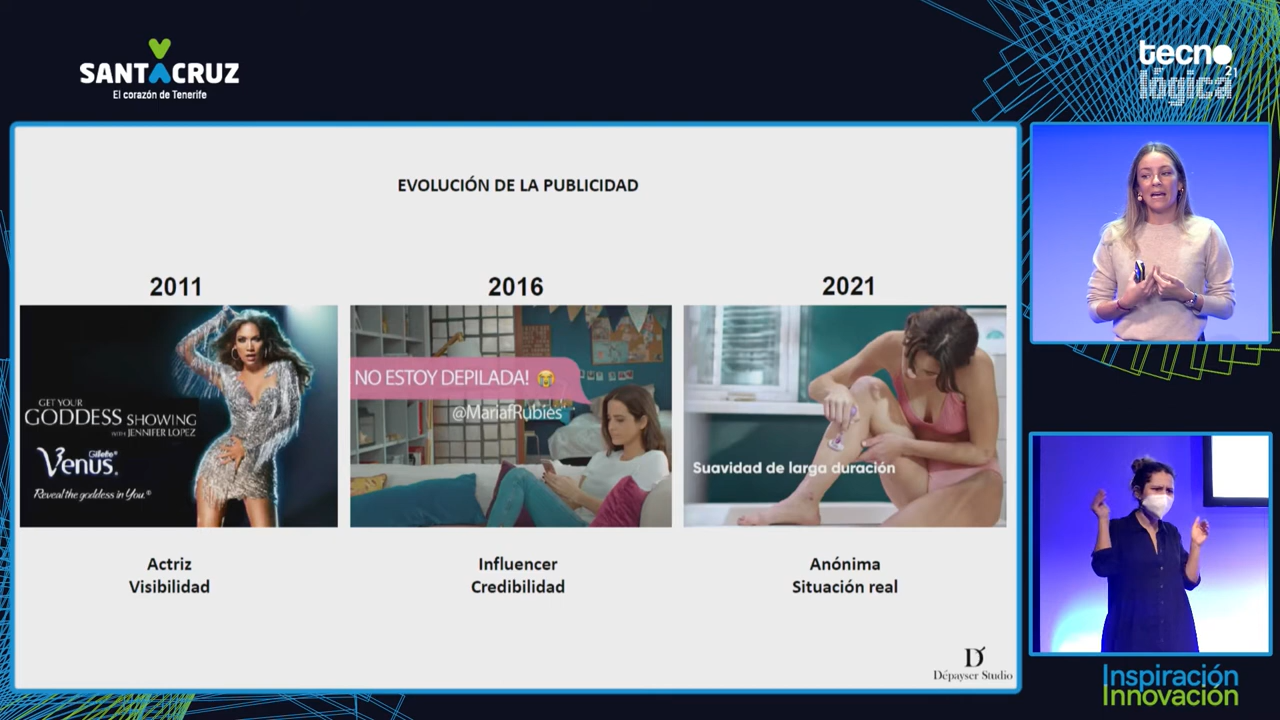 SANTACRUZ
El corazón de Tenerife
tecno
lógica
21
EVOLUCIÓN DE LA PUBLICIDAD
2011
2016
2021
GET YOUR
GODDESS SHOWING
WITH JENNIFER LOPEZ
Gillette
Venus
Reveal the goddess in You.®
NO ESTOY DEPILADA! 😭
@MariafRubies
Suavidad de larga duración
Actriz
Visibilidad
Influencer
Credibilidad
Anónima
Situación real
D
Dépayser Studio
Inspiración
Innovación